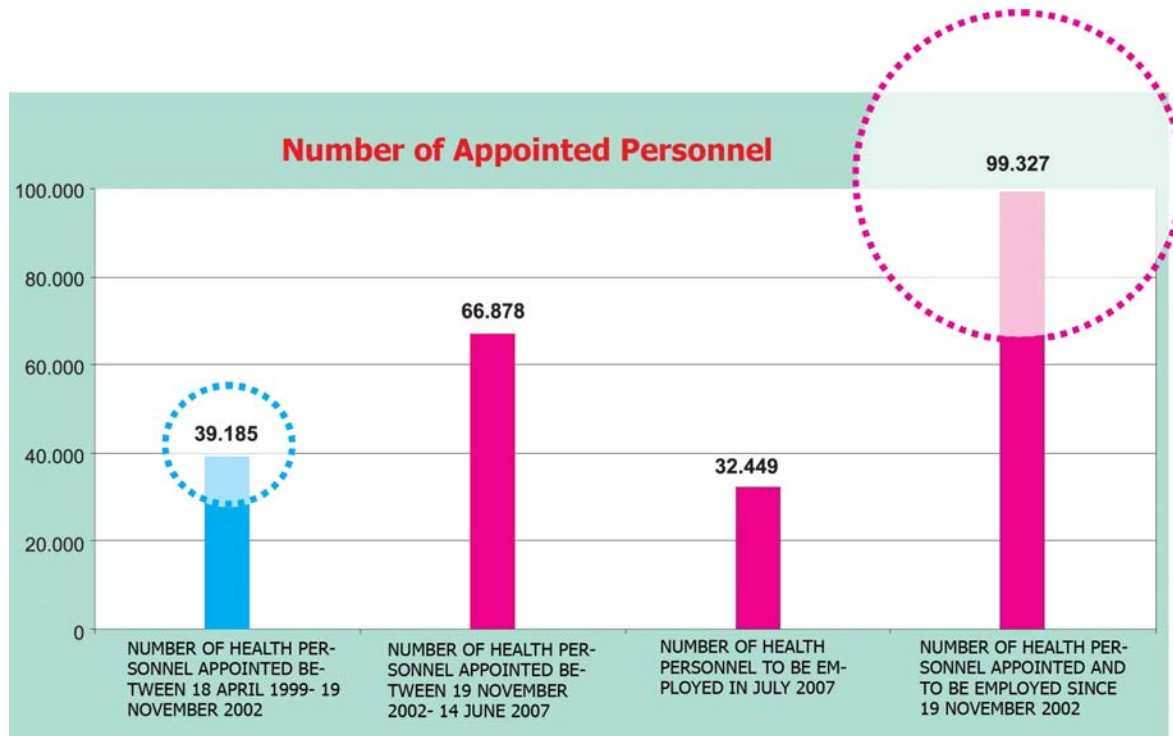 Number of Appointed Personnel
99.327
100.000
80.000
66.878
60.000
39.185
40.000
32.449
20.000
0
NUMBER OF HEALTH PER-
SONNEL APPOINTED BE-
TWEEN 18 APRIL 1999- 19
NOVEMBER 2002
NUMBER OF HEALTH PER-
SONNEL APPOINTED BE-
TWEEN 19 NOVEMBER
2002- 14 JUNE 2007
NUMBER OF HEALTH
PERSONNEL TO BE EM-
PLOYED IN JULY 2007
NUMBER OF HEALTH PER-
SONNEL APPOINTED AND
TO BE EMPLOYED SINCE
19 NOVEMBER 2002